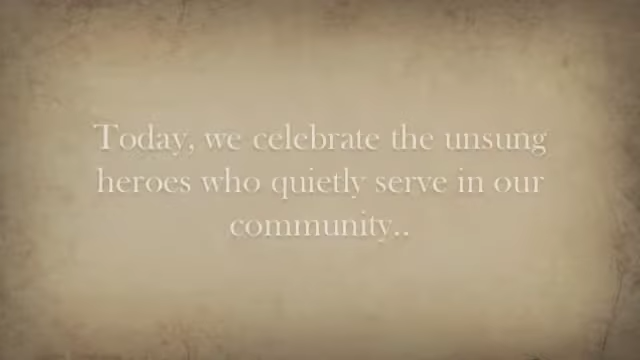 Today, we celebrate the unsung
heroes who quietly serve in our
community..